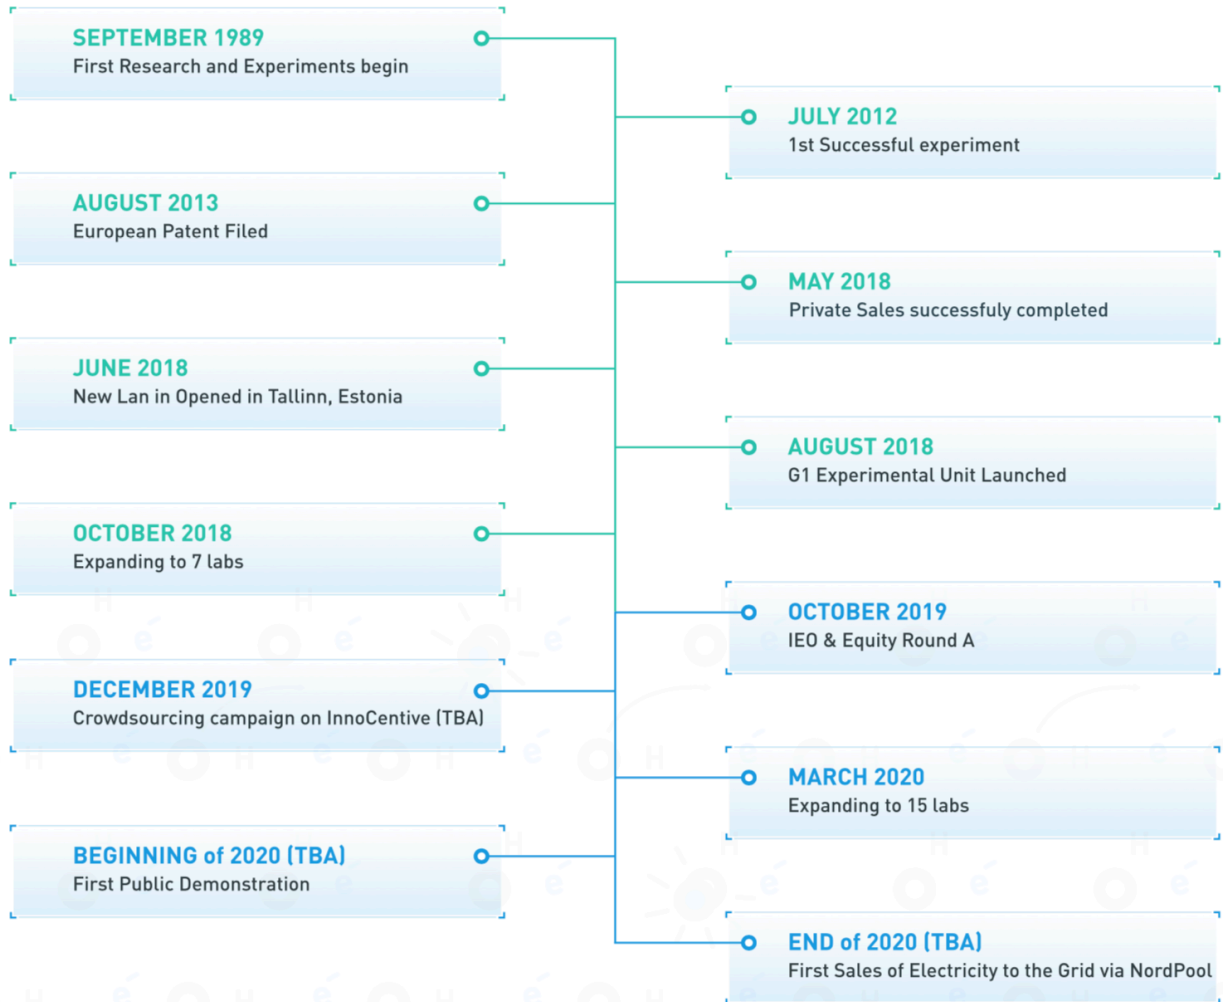 SEPTEMBER 1989
First Research and Experiments begin
JULY 2012
1st Successful experiment
AUGUST 2013
European Patent Filed
MAY 2018
Private Sales successfuly completed
JUNE 2018
New Lan in Opened in Tallinn, Estonia
AUGUST 2018
G1 Experimental Unit Launched
OCTOBER 2018
Expanding to 7 labs
OCTOBER 2019
IEO & Equity Round A
DECEMBER 2019
Crowdsourcing campaign on InnoCentive (TBA)
MARCH 2020
Expanding to 15 labs
BEGINNING of 2020 (TBA)
First Public Demonstration
END of 2020 (TBA)
First Sales of Electricity to the Grid via NordPool